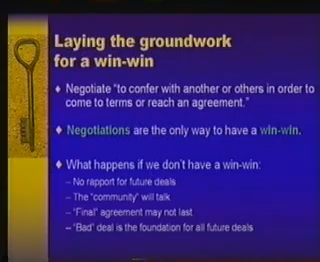 Laying the groundwork
for a win-win
♦ Negotiate “to confer with another or others in order to
come to terms or reach an agreement.”
♦ Negotiations are the only way to have a win-win.
♦ What happens if we don’t have a win-win:
– No rapport for future deals
– The “community” will talk
– “Final” agreement may not last
– “Bad” deal is the foundation for all future deals